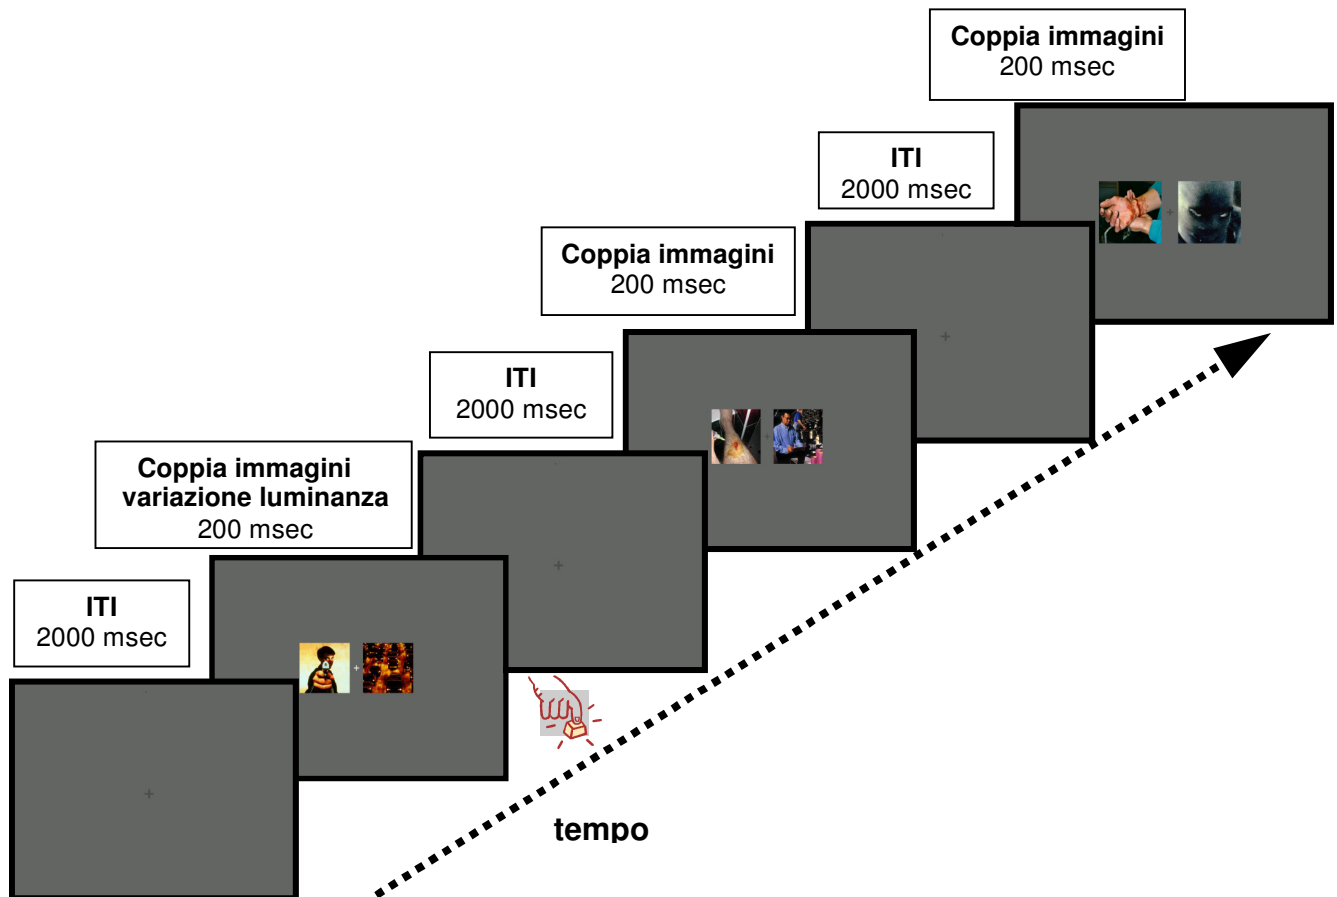 Coppia immagini
200 msec
ITI
2000 msec
Coppia immagini
200 msec
ITI
2000 msec
Coppia immagini
variazione luminanza
200 msec
ITI
2000 msec
tempo